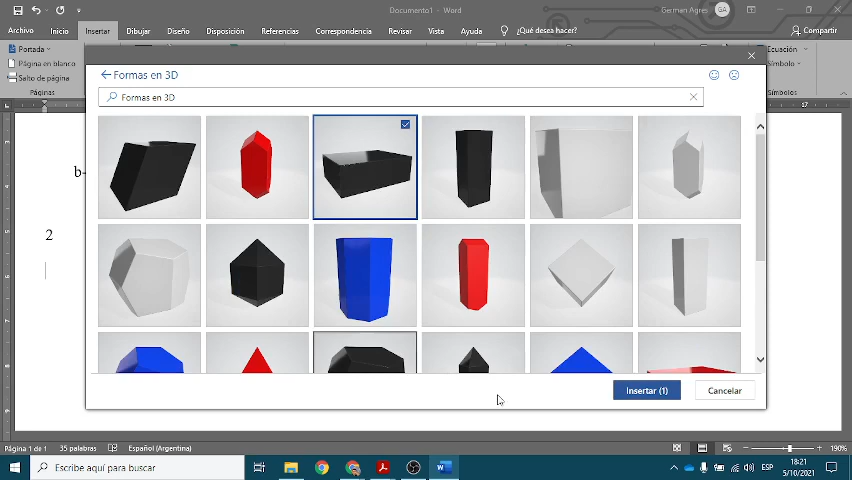 Documento1 - Word
German Agres
GA
Archivo
Inicio
Insertar
Dibujar
Diseño
Disposición
Referencias
Correspondencia
Revisar
Vista
Ayuda
¿Qué desea hacer?
Compartir
Portada
Página en blanco
Salto de página
Páginas
Ecuación
Símbolo
Símbolos
Formas en 3D
Formas en 3D
17
b-
2
Insertar (1)
Cancelar
Página 1 de 1
35 palabras
Español (Argentina)
190%
Escribe aquí para buscar
ESP
18:21
5/10/2021